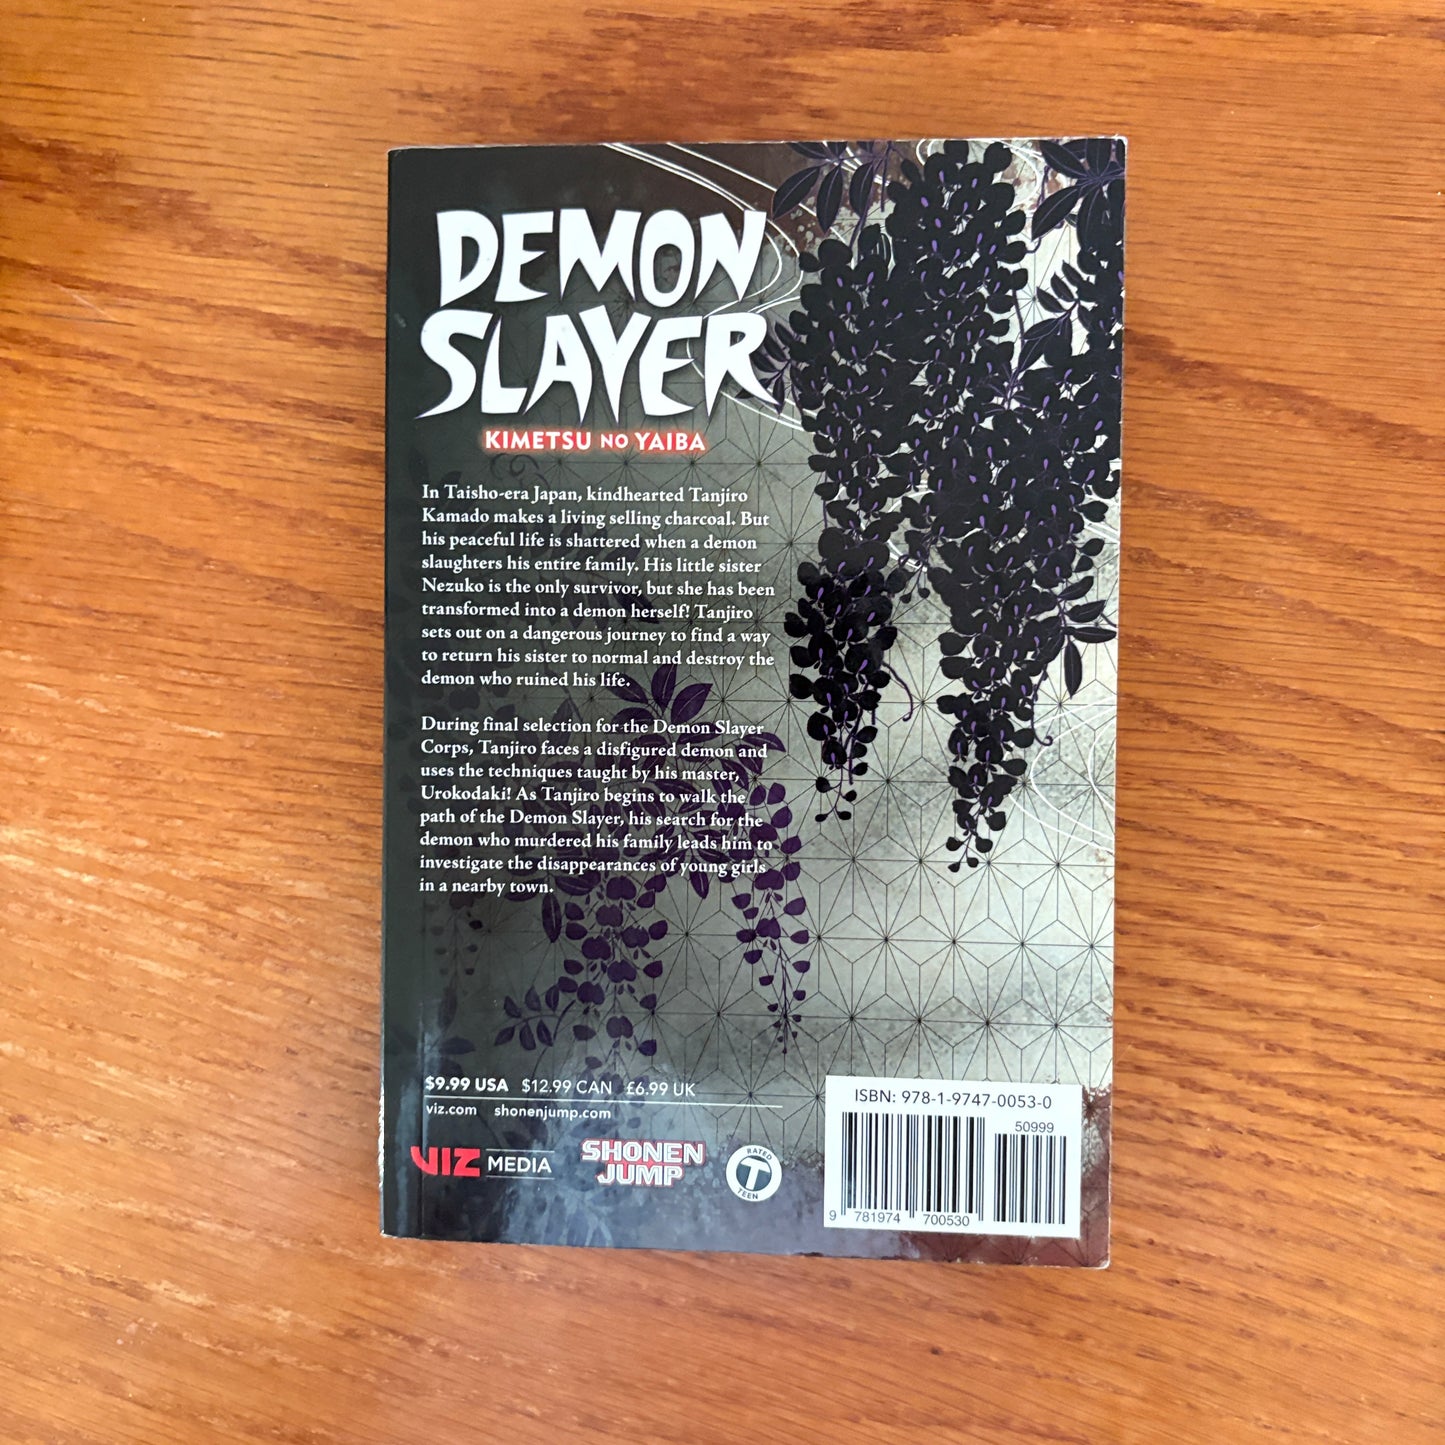 DEMON
SLAYER
KIMETSU NO YAIBA
In Taisho-era Japan, kindhearted Tanjiro
Kamado makes a living selling charcoal. But
his peaceful life is shattered when a demon
slaughters his entire family. His little sister
Nezuko is the only survivor, but she has been
transformed into a demon herself! Tanjiro
sets out on a dangerous journey to find a way
to return his sister to normal and destroy the
demon who ruined his life.
During final selection for the Demon Slayer
Corps, Tanjiro faces a disfigured demon and
uses the techniques taught by his master,
Urokodaki! As Tanjiro begins to walk the
path of the Demon Slayer, his search for the
demon who murdered his family leads him to
investigate the disappearances of young girls
in a nearby town.
$9.99 USA $12.99 CAN £6.99 UK
viz.com shonenjump.com
VIZ MEDIA
SHONEN
JUMP
RATED
T
TEEN
ISBN: 978-1-9747-0053-0
50999
9 781974 700530